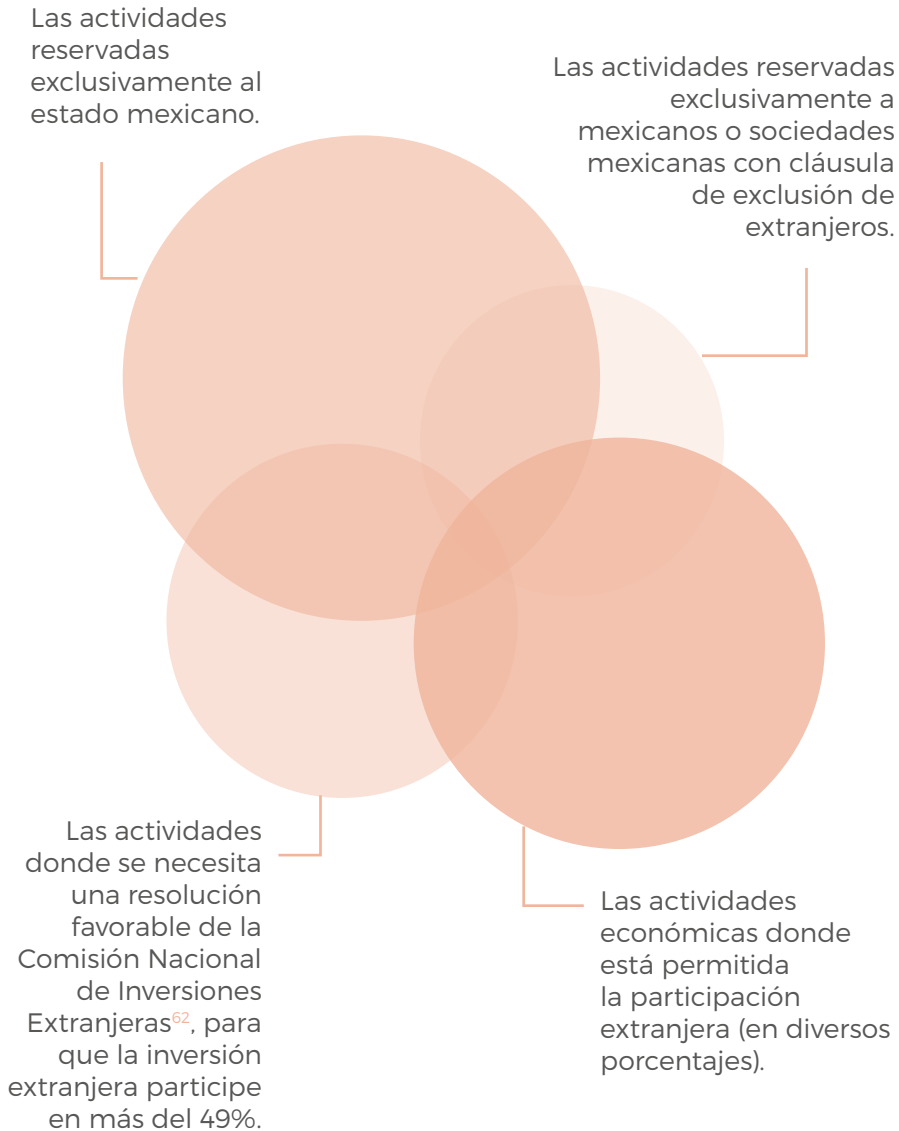 Las actividades
reservadas
exclusivamente al
estado mexicano.
Las actividades reservadas
exclusivamente a
mexicanos o sociedades
mexicanas con cláusula
de exclusión de
extranjeros.
Las actividades
donde se necesita
una resolución
favorable de la
Comisión Nacional
de Inversiones
Extranjeras62, para
que la inversión
extranjera participe
en más del 49%.
Las actividades
económicas donde
está permitida
la participación
extranjera (en diversos
porcentajes).